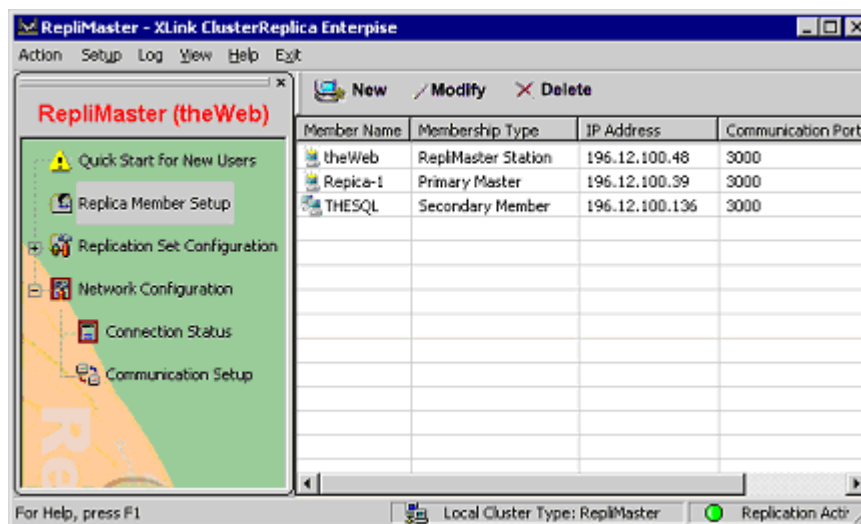 RepliMaster - XLink ClusterReplica Enterpise
Action Setup Log View Help Exit
RepliMaster (theWeb)
Quick Start for New Users
Replica Member Setup
Replication Set Configuration
Network Configuration
Connection Status
Communication Setup
Re
New Modify Delete
Member Name Membership Type IP Address Communication Port
theWeb RepliMaster Station 196.12.100.48 3000
Repica-1 Primary Master 196.12.100.39 3000
THESQL Secondary Member 196.12.100.136 3000
For Help, press F1 Local Cluster Type: RepliMaster Replication Activ